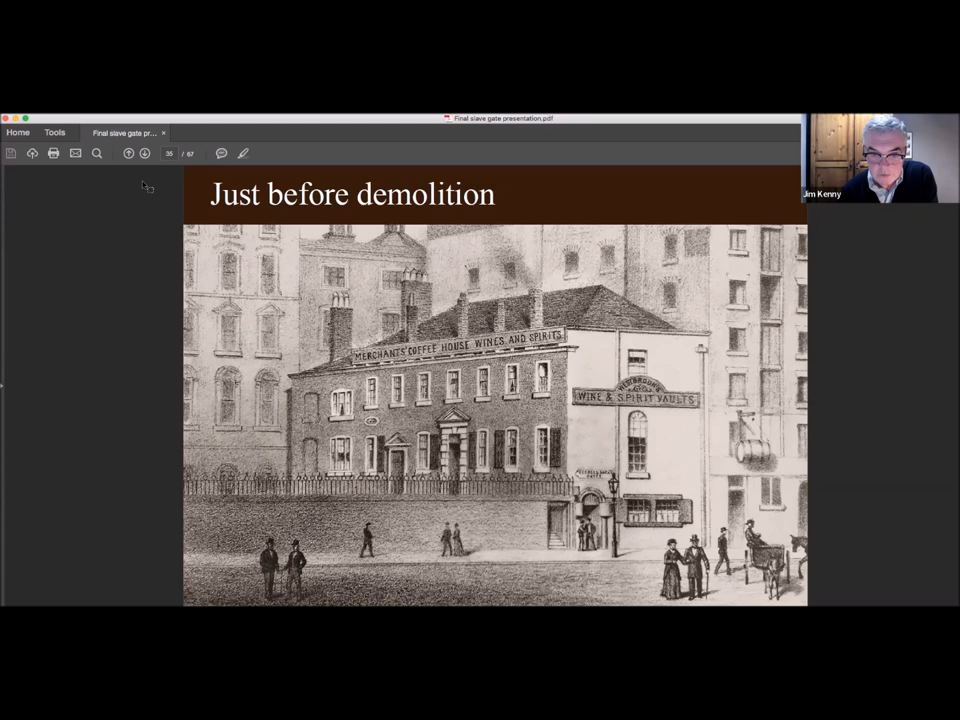 Final slave gate presentation.pdf
Home Tools Final slave gate pr... ×
35 / 67
Jim Kenny
Just before demolition
MERCHANTS' COFFEE HOUSE WINES AND SPIRITS
WINE & SPIRIT VAULTS